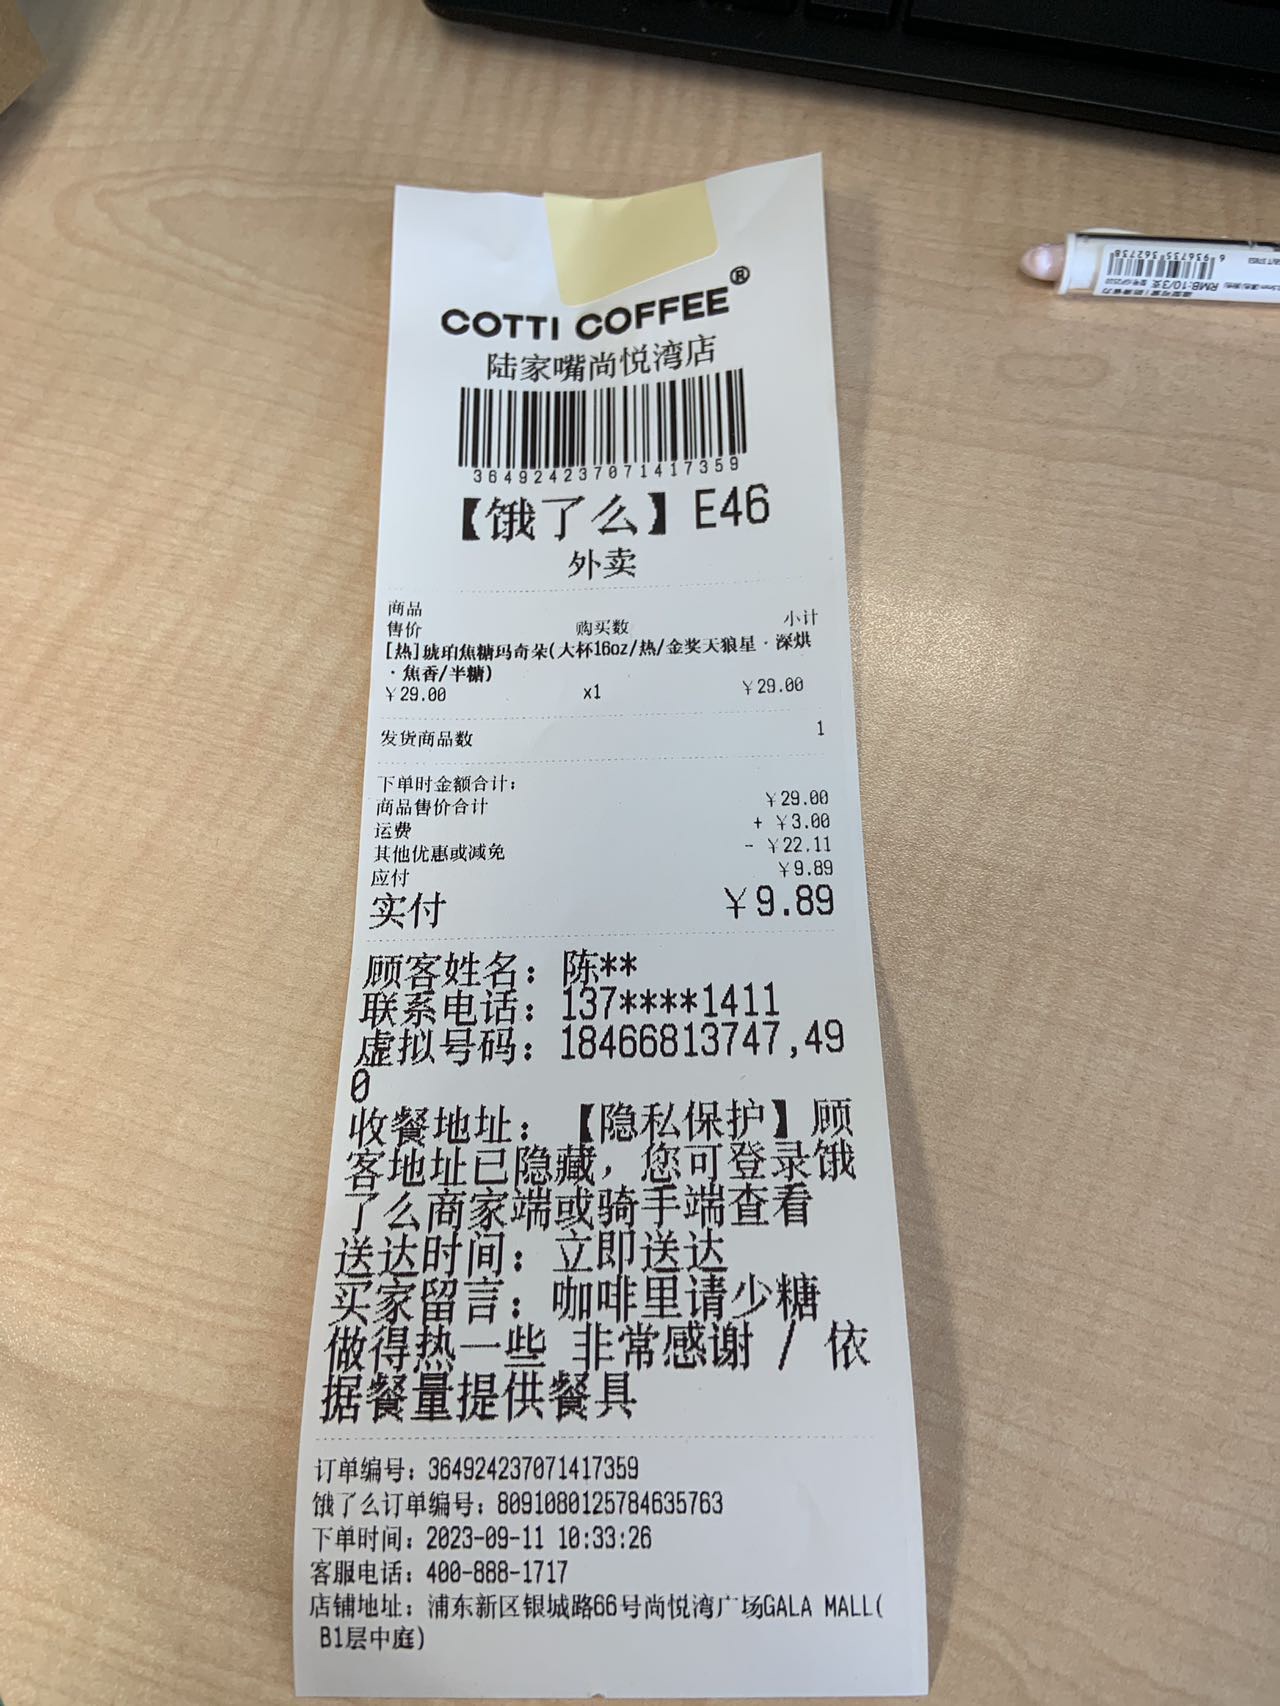 COTTI COFFEE®
陆家嘴尚悦湾店
364924237071417359
【饿了么】E46
外卖
商品
售价 购买数 小计
[热]琥珀焦糖玛奇朵(大杯16oz/热/金奖天狼星·深烘
·焦香/半糖)
￥29.00 x1 ￥29.00
发货商品数 1
下单时金额合计：
商品售价合计 ￥29.00
运费 + ￥3.00
其他优惠或减免 - ￥22.11
应付 ￥9.89
实付 ￥9.89
顾客姓名：陈**
联系电话：137****1411
虚拟号码：18466813747,49
0
收餐地址：【隐私保护】顾
客地址已隐藏，您可登录饿
了么商家端或骑手端查看
送达时间：立即送达
买家留言：咖啡里请少糖
做得热一些 非常感谢 / 依
据餐量提供餐具
订单编号：364924237071417359
饿了么订单编号：8091080125784635763
下单时间：2023-09-11 10:33:26
客服电话：400-888-1717
店铺地址：浦东新区银城路66号尚悦湾广场GALA MALL(
B1层中庭)
6 936735 362738
RMB:10/3支